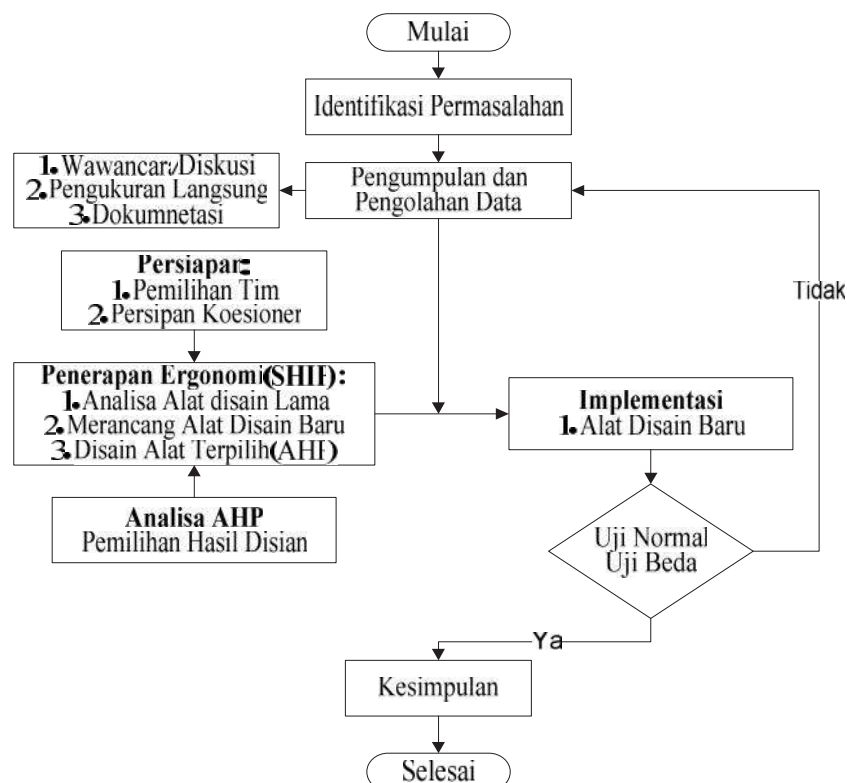 Mulai
Identifikasi Permasalahan
Pengumpulan dan
Pengolahan Data
1. Wawancara/Diskusi
2. Pengukuran Langsung
3. Dokumnetasi
Persiapan:
1. Pemilihan Tim
2. Persipan Koesioner
Tidak
Penerapan Ergonomi (SHIP):
1. Analisa Alat disain Lama
2. Merancang Alat Disain Baru
3. Disain Alat Terpilih (AHP)
Implementasi
1. Alat Disain Baru
Analisa AHP
Pemilihan Hasil Disian
Uji Normal
Uji Beda
Ya
Kesimpulan
Selesai